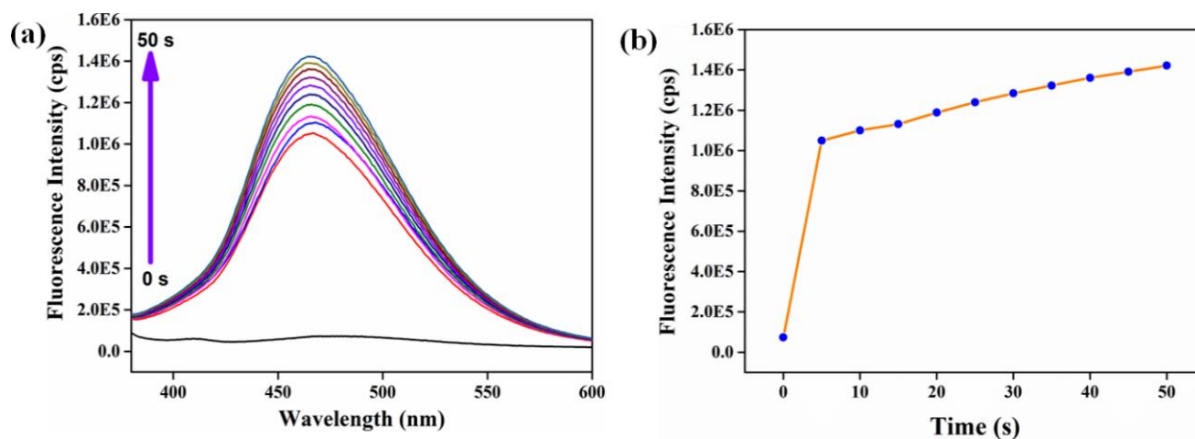 (a)
Fluorescence Intensity (cps)
1.6E6
1.4E6
1.2E6
1.0E6
8.0E5
6.0E5
4.0E5
2.0E5
0.0
50 s
0 s
400 450 500 550 600
Wavelength (nm)
(b)
Fluorescence Intensity (cps)
1.6E6
1.4E6
1.2E6
1.0E6
8.0E5
6.0E5
4.0E5
2.0E5
0.0
0 10 20 30 40 50
Time (s)